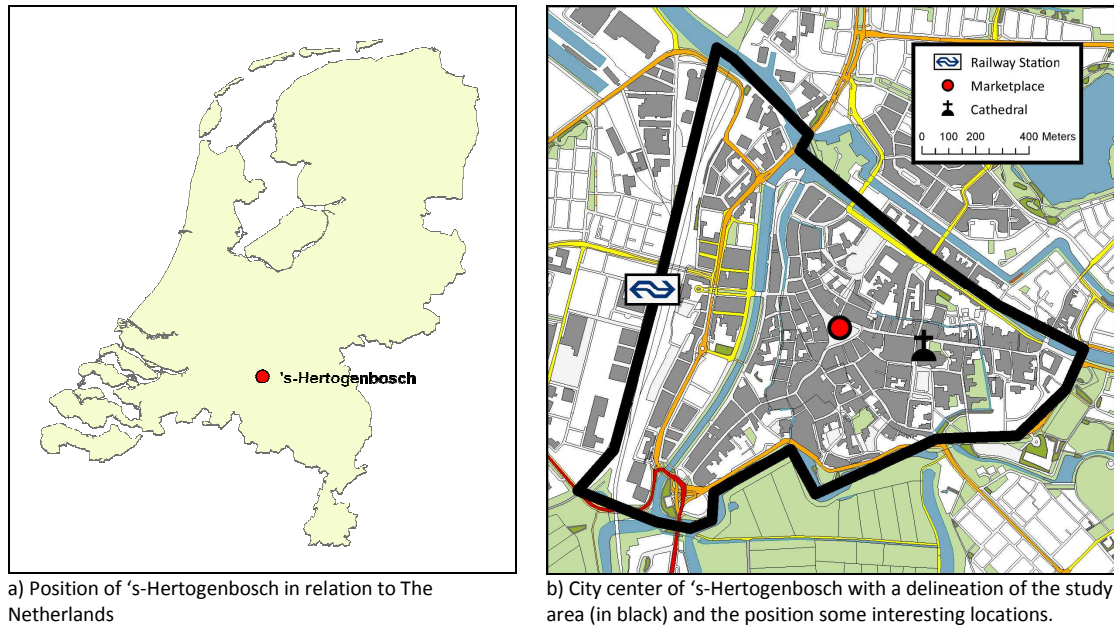 's-Hertogenbosch
Railway Station
Marketplace
Cathedral
0 100 200 400 Meters
a) Position of ‘s-Hertogenbosch in relation to The
Netherlands
b) City center of ‘s-Hertogenbosch with a delineation of the study
area (in black) and the position some interesting locations.